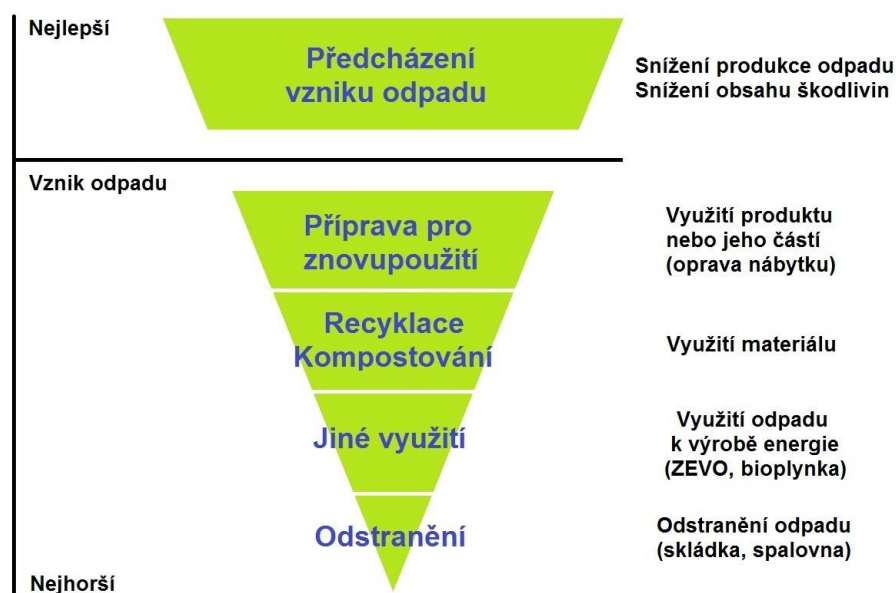 Nejlepší
Předcházení
vzniku odpadu
Snížení produkce odpadu
Snížení obsahu škodlivin
Vznik odpadu
Příprava pro
znovupoužití
Využití produktu
nebo jeho částí
(oprava nábytku)
Recyklace
Kompostování
Využití materiálu
Jiné využití
Využití odpadu
k výrobě energie
(ZEVO, bioplynka)
Odstranění
Odstranění odpadu
(skládka, spalovna)
Nejhorší